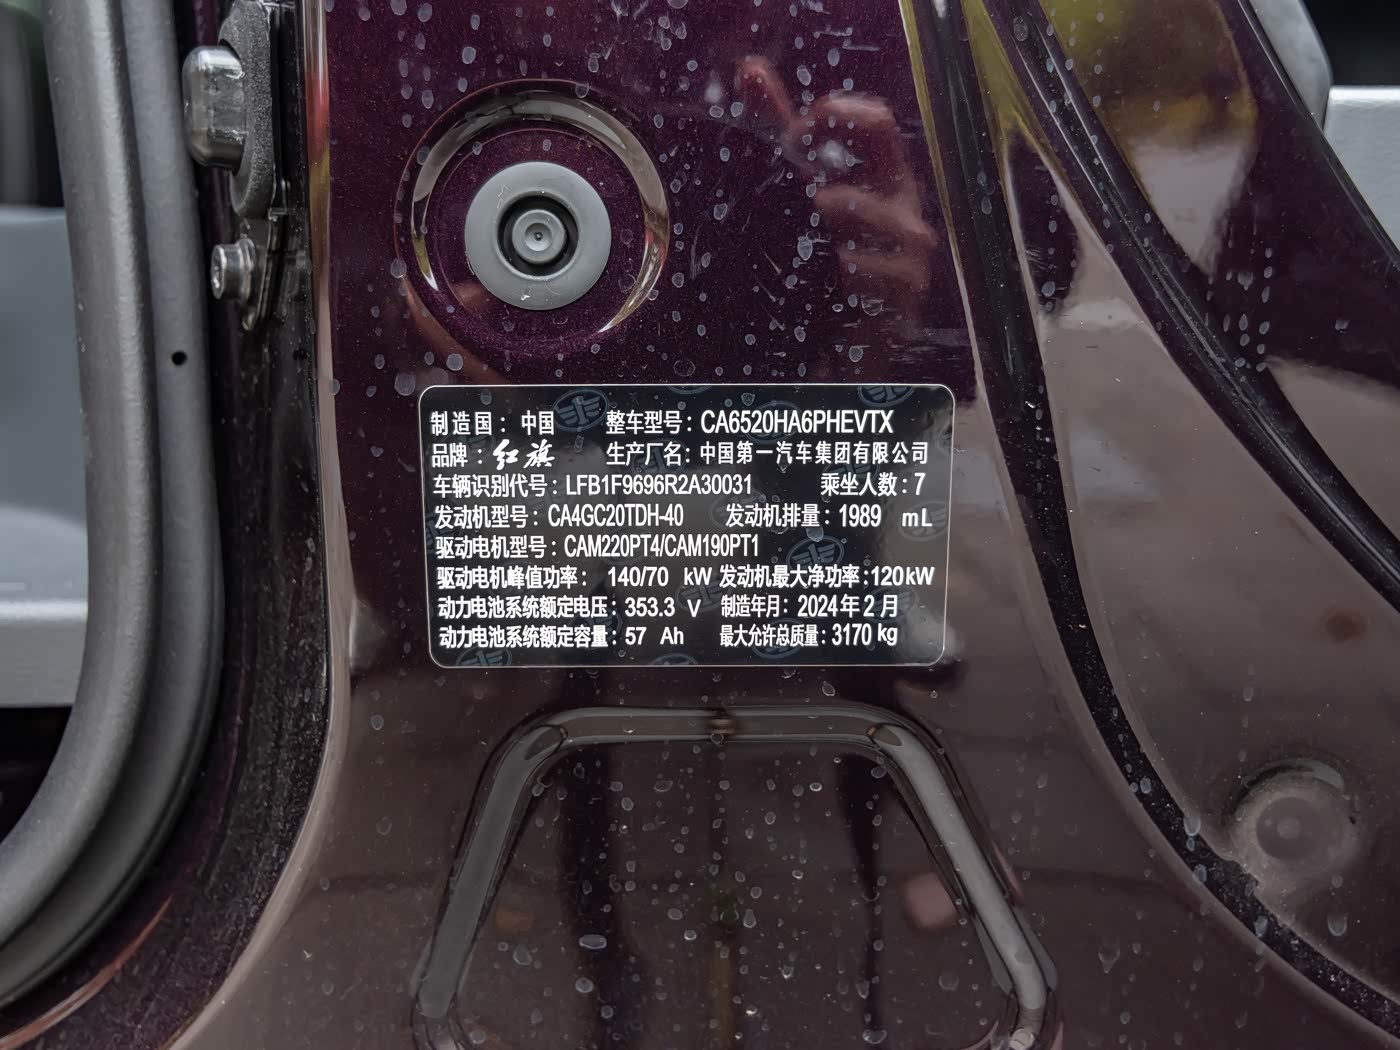 制造国：中国 整车型号：CA6520HA6PHEVTX
品牌：红旗 生产厂名：中国第一汽车集团有限公司
车辆识别代号：LFB1F9696R2A30031 乘坐人数：7
发动机型号：CA4GC20TDH-40 发动机排量：1989 mL
驱动电机型号：CAM220PT4/CAM190PT1
驱动电机峰值功率：140/70 kW 发动机最大净功率：120kW
动力电池系统额定电压：353.3 V 制造年月：2024年2月
动力电池系统额定容量：57 Ah 最大允许总质量：3170 kg